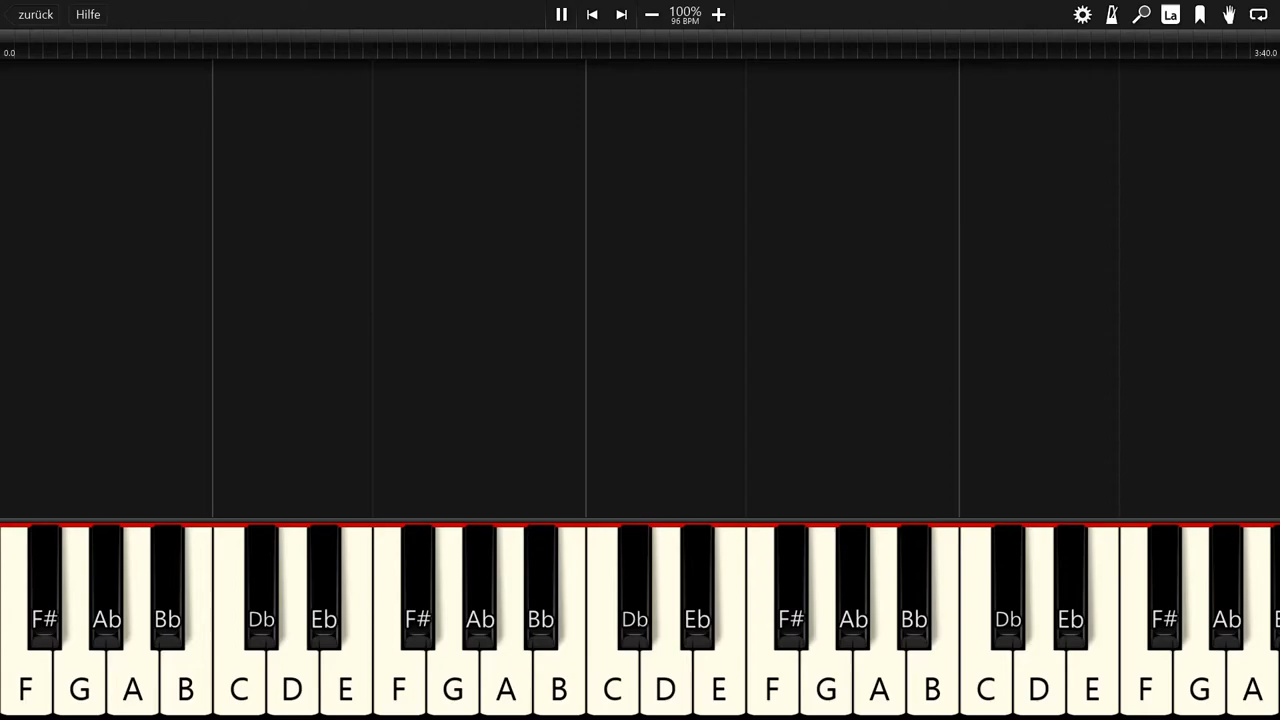 zurück Hilfe 100% La
96 BPM
0.0 3:40.0
F# Ab Bb Db Eb F# Ab Bb Db Eb F# Ab Bb Db Eb F# Ab
F G A B C D E F G A B C D E F G A B C D E F G A